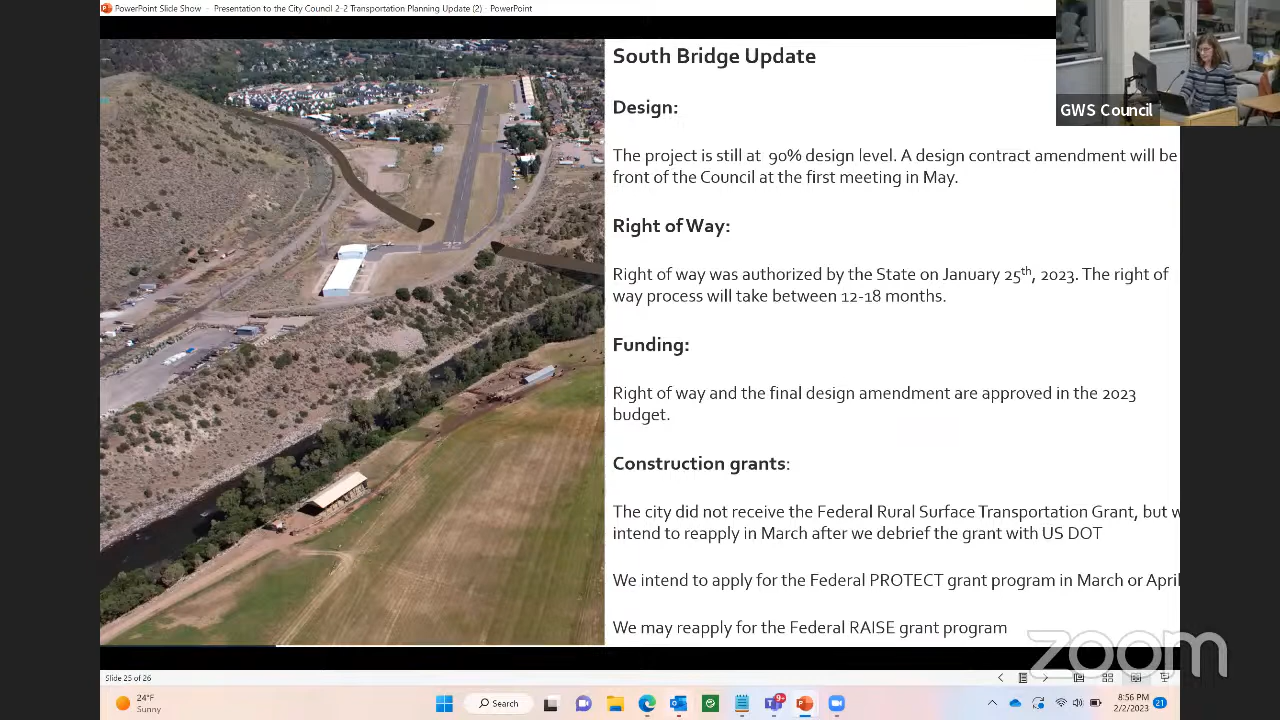 PowerPoint Slide Show - Presentation to the City Council 2-2 Transportation Planning Update (2) - PowerPoint
GWS Council
South Bridge Update
Design:
The project is still at 90% design level. A design contract amendment will be
front of the Council at the first meeting in May.
Right of Way:
Right of way was authorized by the State on January 25th, 2023. The right of
way process will take between 12-18 months.
Funding:
Right of way and the final design amendment are approved in the 2023
budget.
Construction grants:
The city did not receive the Federal Rural Surface Transportation Grant, but
intend to reapply in March after we debrief the grant with US DOT
We intend to apply for the Federal PROTECT grant program in March or April
We may reapply for the Federal RAISE grant program
32
zoom
Slide 25 of 26
24°F
Sunny
Search
9+
8:56 PM
2/2/2023
21